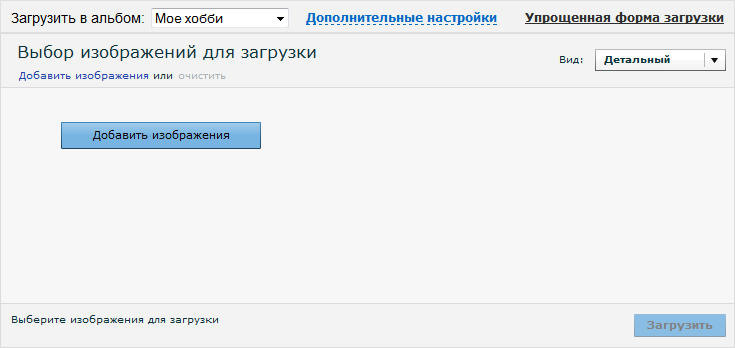 Загрузить в альбом: Мое хобби Дополнительные настройки Упрощенная форма загрузки
Выбор изображений для загрузки
Вид: Детальный
Добавить изображения или очистить
Добавить изображения
Выберите изображения для загрузки
Загрузить